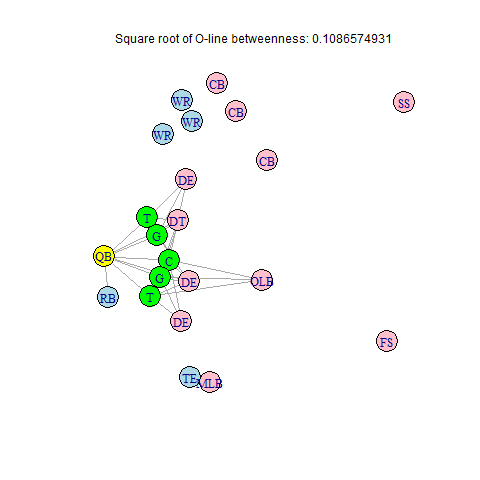 Square root of O-line betweenness: 0.1086574931
CB
WR
SS
CB
WR
WR
CB
DE
T
DT
G
QB
C
G
DE
OLB
T
RB
DE
FS
TE
MLB